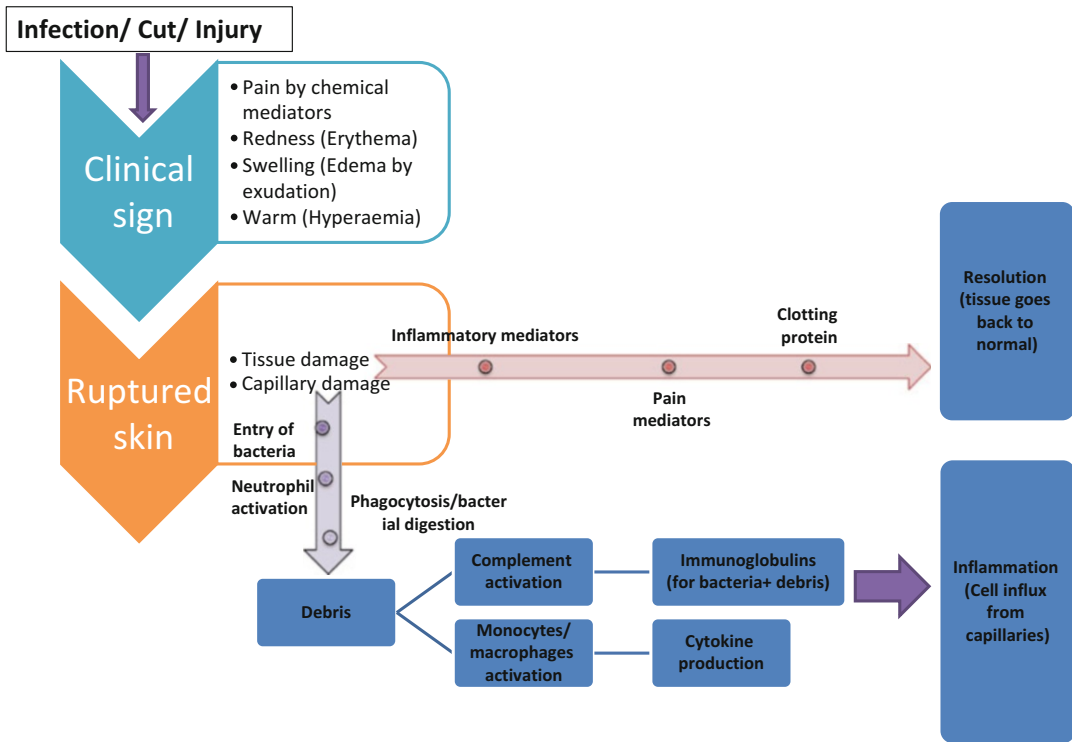 Infection/ Cut/ Injury
Clinical
sign
• Pain by chemical
mediators
• Redness (Erythema)
• Swelling (Edema by
exudation)
• Warm (Hyperaemia)
Ruptured
skin
• Tissue damage
• Capillary damage
Inflammatory mediators
Pain
mediators
Clotting
protein
Resolution
(tissue goes
back to
normal)
Entry of
bacteria
Neutrophil
activation
Phagocytosis/bacter
ial digestion
Debris
Complement
activation
Immunoglobulins
(for bacteria+ debris)
Monocytes/
macrophages
activation
Cytokine
production
Inflammation
(Cell influx
from
capillaries)